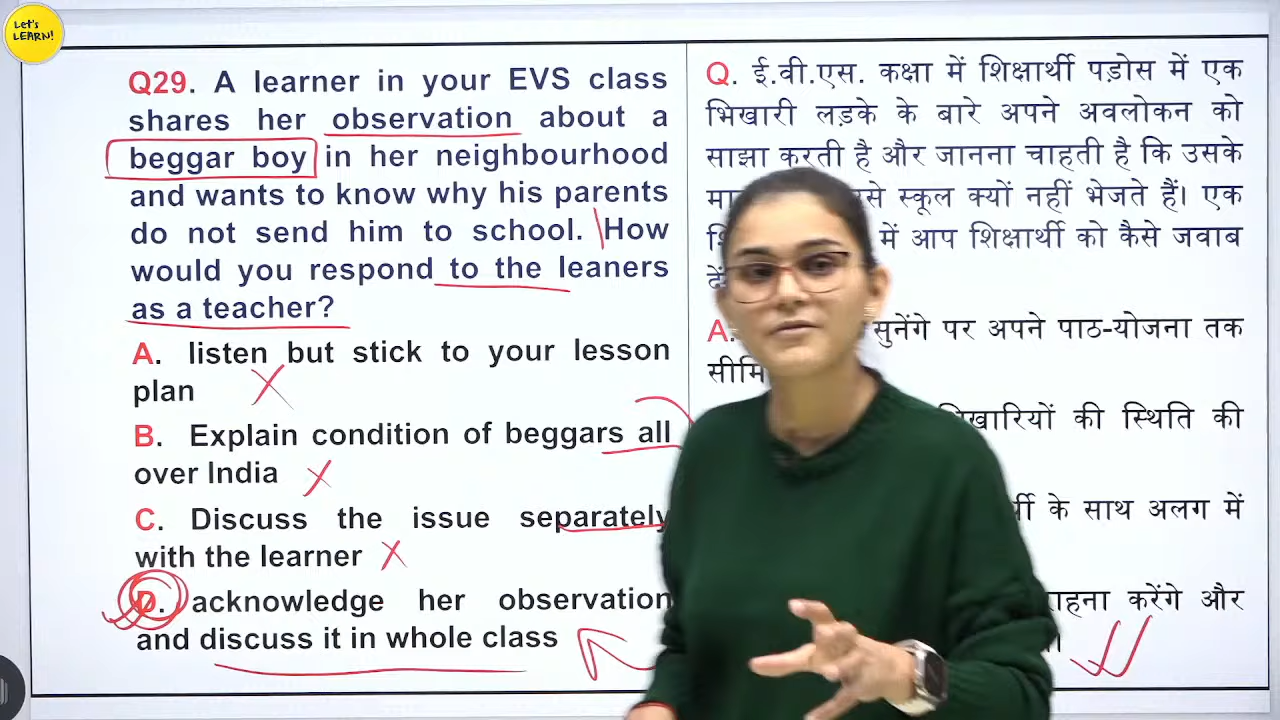 Let's
LEARN!
Q29. A learner in your EVS class
shares her observation about a
beggar boy in her neighbourhood
and wants to know why his parents
do not send him to school. How
would you respond to the leaners
as a teacher?
A. listen but stick to your lesson
plan
B. Explain condition of beggars all
over India
C. Discuss the issue separately
with the learner
D. acknowledge her observation
and discuss it in whole class
Q. ई.वी.एस. कक्षा में शिक्षार्थी पड़ोस में एक
भिखारी लड़के के बारे अपने अवलोकन को
साझा करती है और जानना चाहती है कि उसके
स्कूल क्यों नहीं भेजते हैं। एक
में आप शिक्षार्थी को कैसे जवाब
A. सुनेंगे पर अपने पाठ-योजना तक
की स्थिति की
के साथ अलग में
करेंगे और